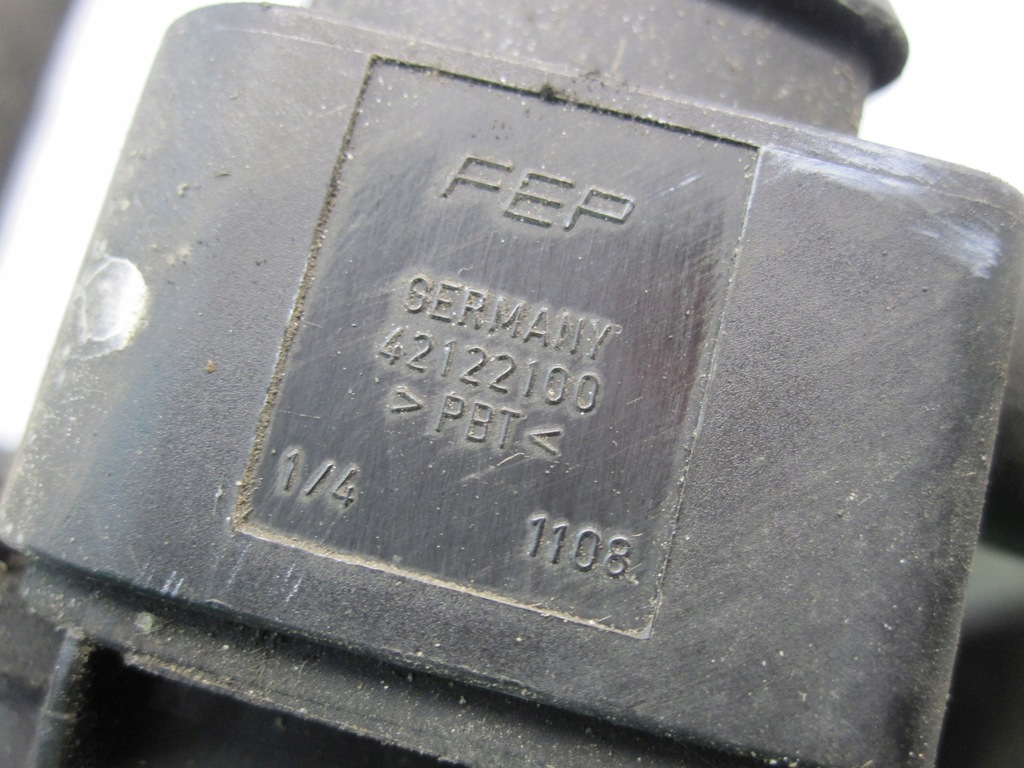 FEP
GERMANY
42122100
> PBT <
1/4
1108